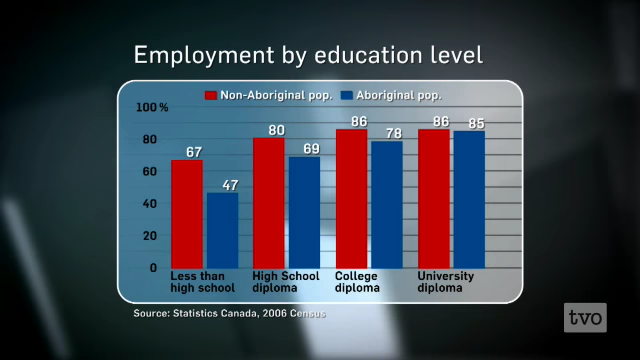 Employment by education level
Non-Aboriginal pop. Aboriginal pop.
100 %
80
60
40
20
0
67 47 80 69 86 78 86 85
Less than
high school
High School
diploma
College
diploma
University
diploma
Source: Statistics Canada, 2006 Census
tvo